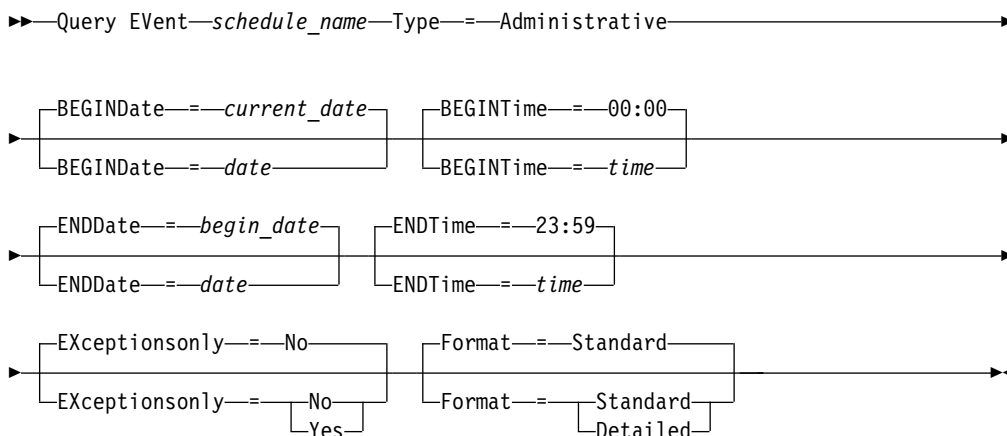 Query EVent schedule_name Type = Administrative
BEGINDate = current_date BEGINTime = 00:00
BEGINDate = date BEGINTime = time
ENDDate = begin_date ENDTime = 23:59
ENDDate = date ENDTime = time
EXceptionsonly = No Format = Standard
EXceptionsonly = No Format = Standard
Yes Detailed